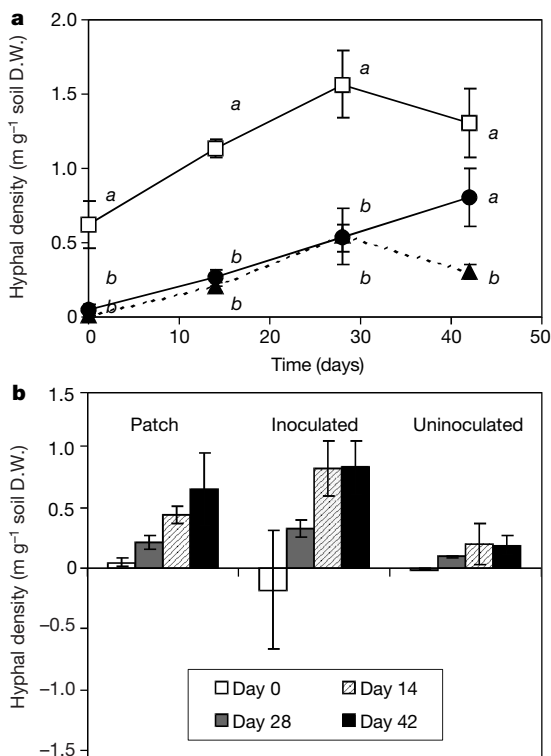 a
2.0
1.5
1.0
0.5
0
Hyphal density (m g⁻¹ soil D.W.)
a
a
a
a
a
b
b
b
b
b
b
b
0
10
20
30
40
50
Time (days)
b
1.5
1.0
0.5
0
−0.5
−1.0
−1.5
Hyphal density (m g⁻¹ soil D.W.)
Patch Inoculated Uninoculated
Day 0 Day 14
Day 28 Day 42